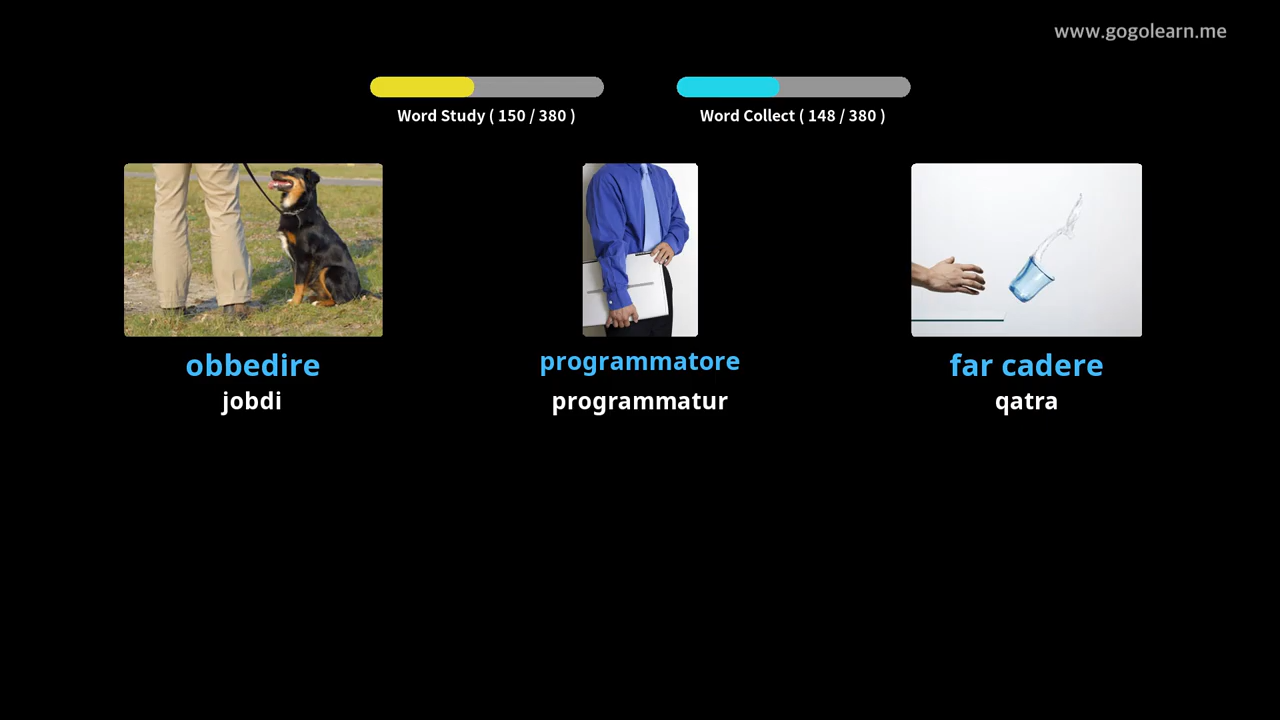 www.gogolearn.me
Word Study ( 150 / 380 )
Word Collect ( 148 / 380 )
obbedire
jobdi
programmatore
programmatur
far cadere
qatra